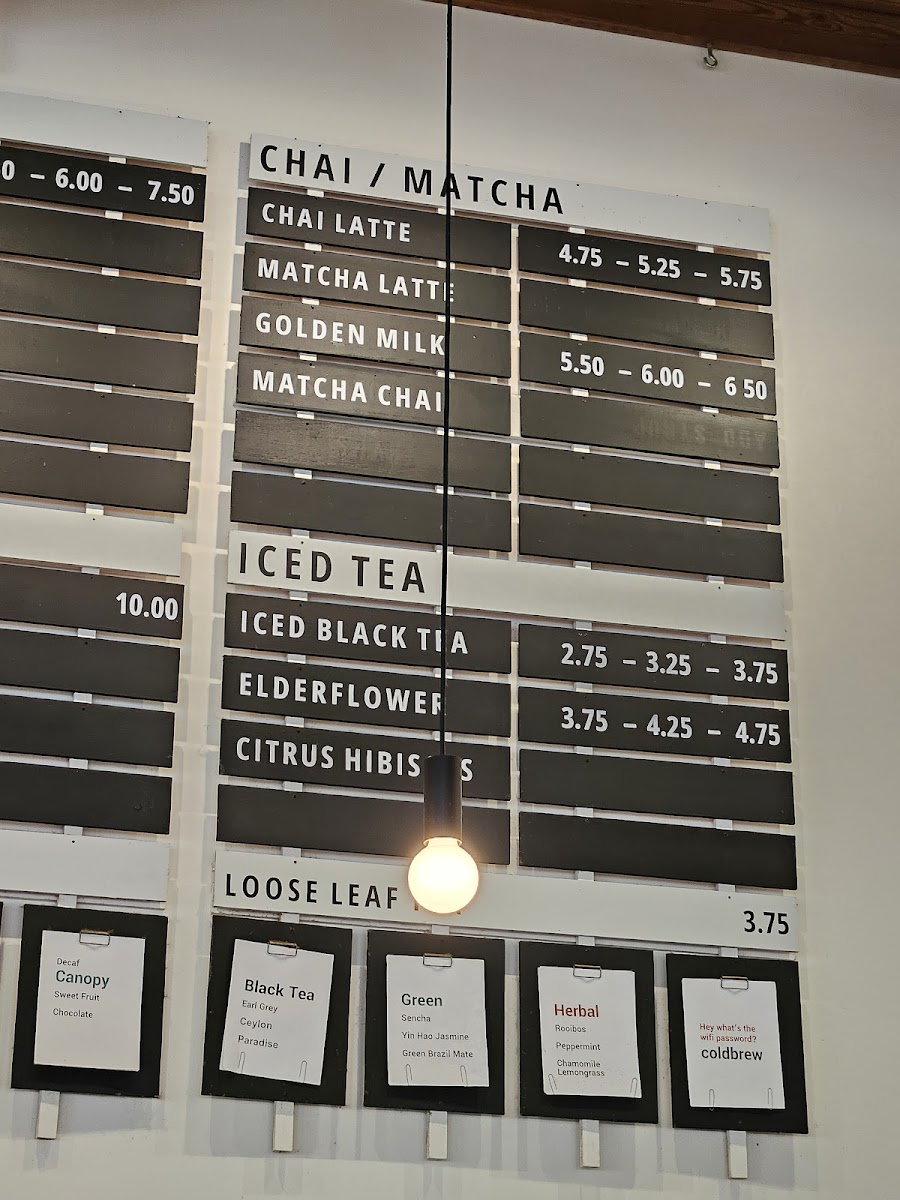 0 – 6.00 – 7.50
10.00
Decaf
Canopy
Sweet Fruit
Chocolate
CHAI / MATCHA
CHAI LATTE 4.75 – 5.25 – 5.75
MATCHA LATTE
GOLDEN MILK 5.50 – 6.00 – 6 50
MATCHA CHAI
ICED TEA
ICED BLACK TEA 2.75 – 3.25 – 3.75
ELDERFLOWER 3.75 – 4.25 – 4.75
CITRUS HIBISCUS
LOOSE LEAF 3.75
Black Tea
Earl Grey
Ceylon
Paradise
Green
Sencha
Yin Hao Jasmine
Green Brazil Mate
Herbal
Rooibos
Peppermint
Chamomile
Lemongrass
Hey what's the
wifi password?
coldbrew